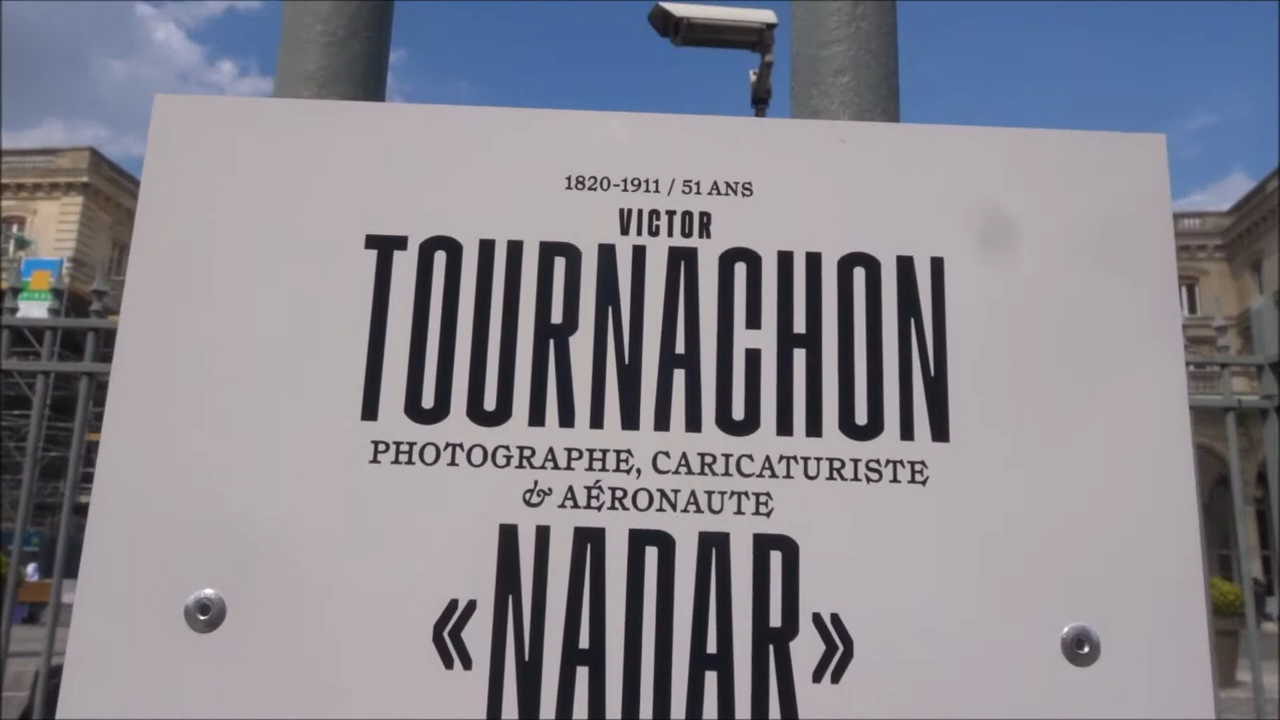 1820-1911 / 51 ANS
VICTOR
TOURNACHON
PHOTOGRAPHE, CARICATURISTE
& AÉRONAUTE
«NADAR»